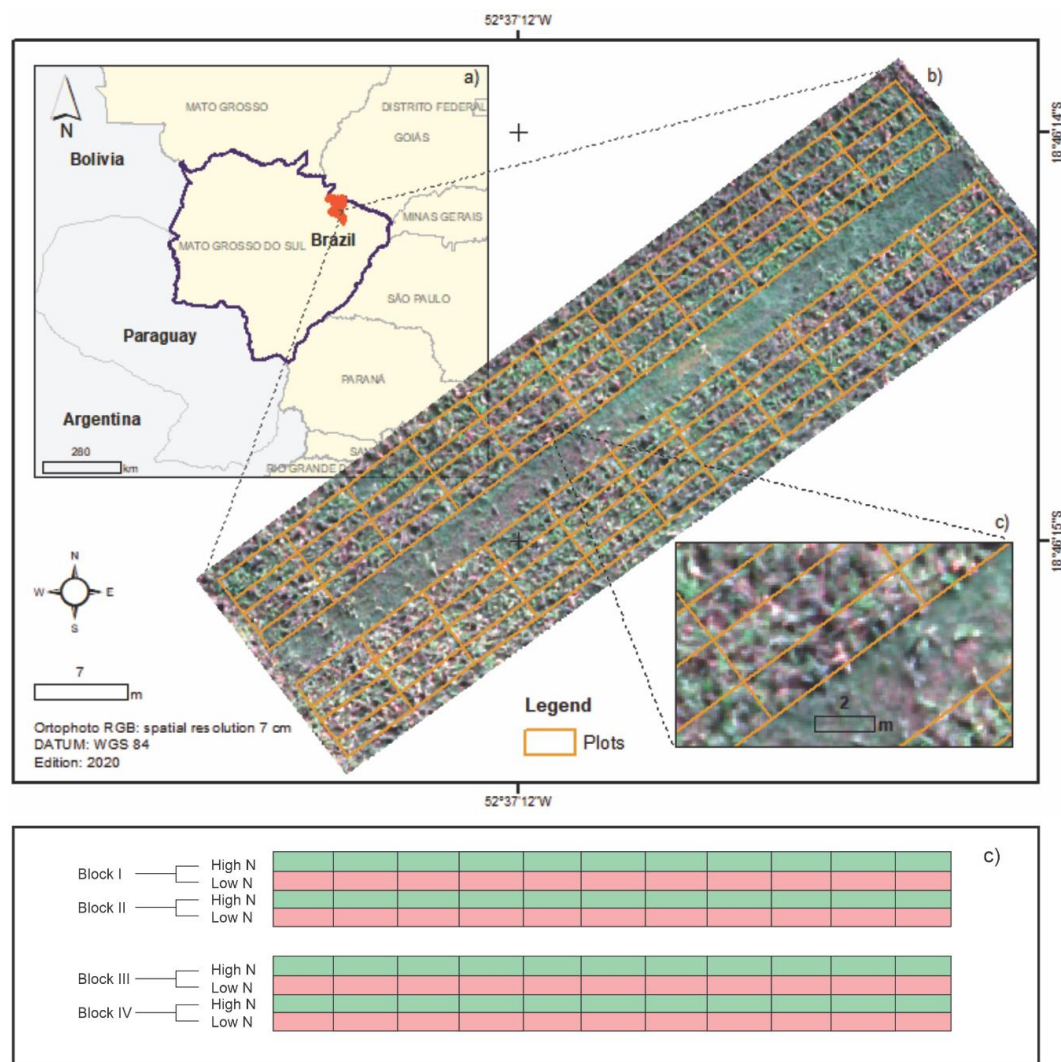 52°37'12"W
a)
N
MATO GROSSO
DISTRITO FEDERAL
GOIÁS
Bolivia
MINAS GERAIS
MATO GROSSO DO SUL
Brazil
SÃO PAULO
Paraguay
PARANÁ
Argentina
SAN
280
km
RIO GRANDE D
b)
18°46'14"S
18°46'15"S
N
W E
S
7
m
Ortophoto RGB: spatial resolution 7 cm
DATUM: WGS 84
Edition: 2020
Legend
Plots
c)
2
m
52°37'12"W
c)
Block I
High N
Low N
Block II
High N
Low N
Block III
High N
Low N
Block IV
High N
Low N